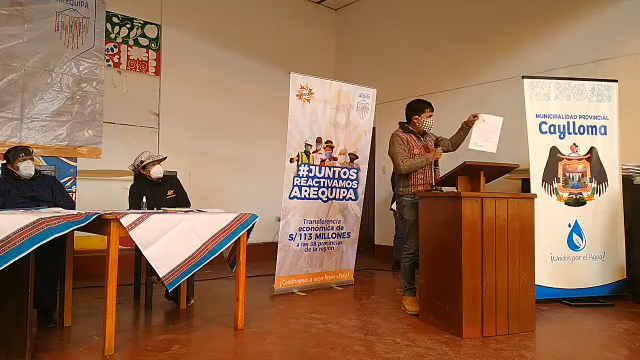 AREQUIPA
#JUNTOS
REACTIVAMOS
AREQUIPA
Transferencia
económica de
S/ 113 MILLONES
a las 08 provincias
de la región
MUNICIPALIDAD PROVINCIAL
Caylloma
¡Unidos por el Agua!